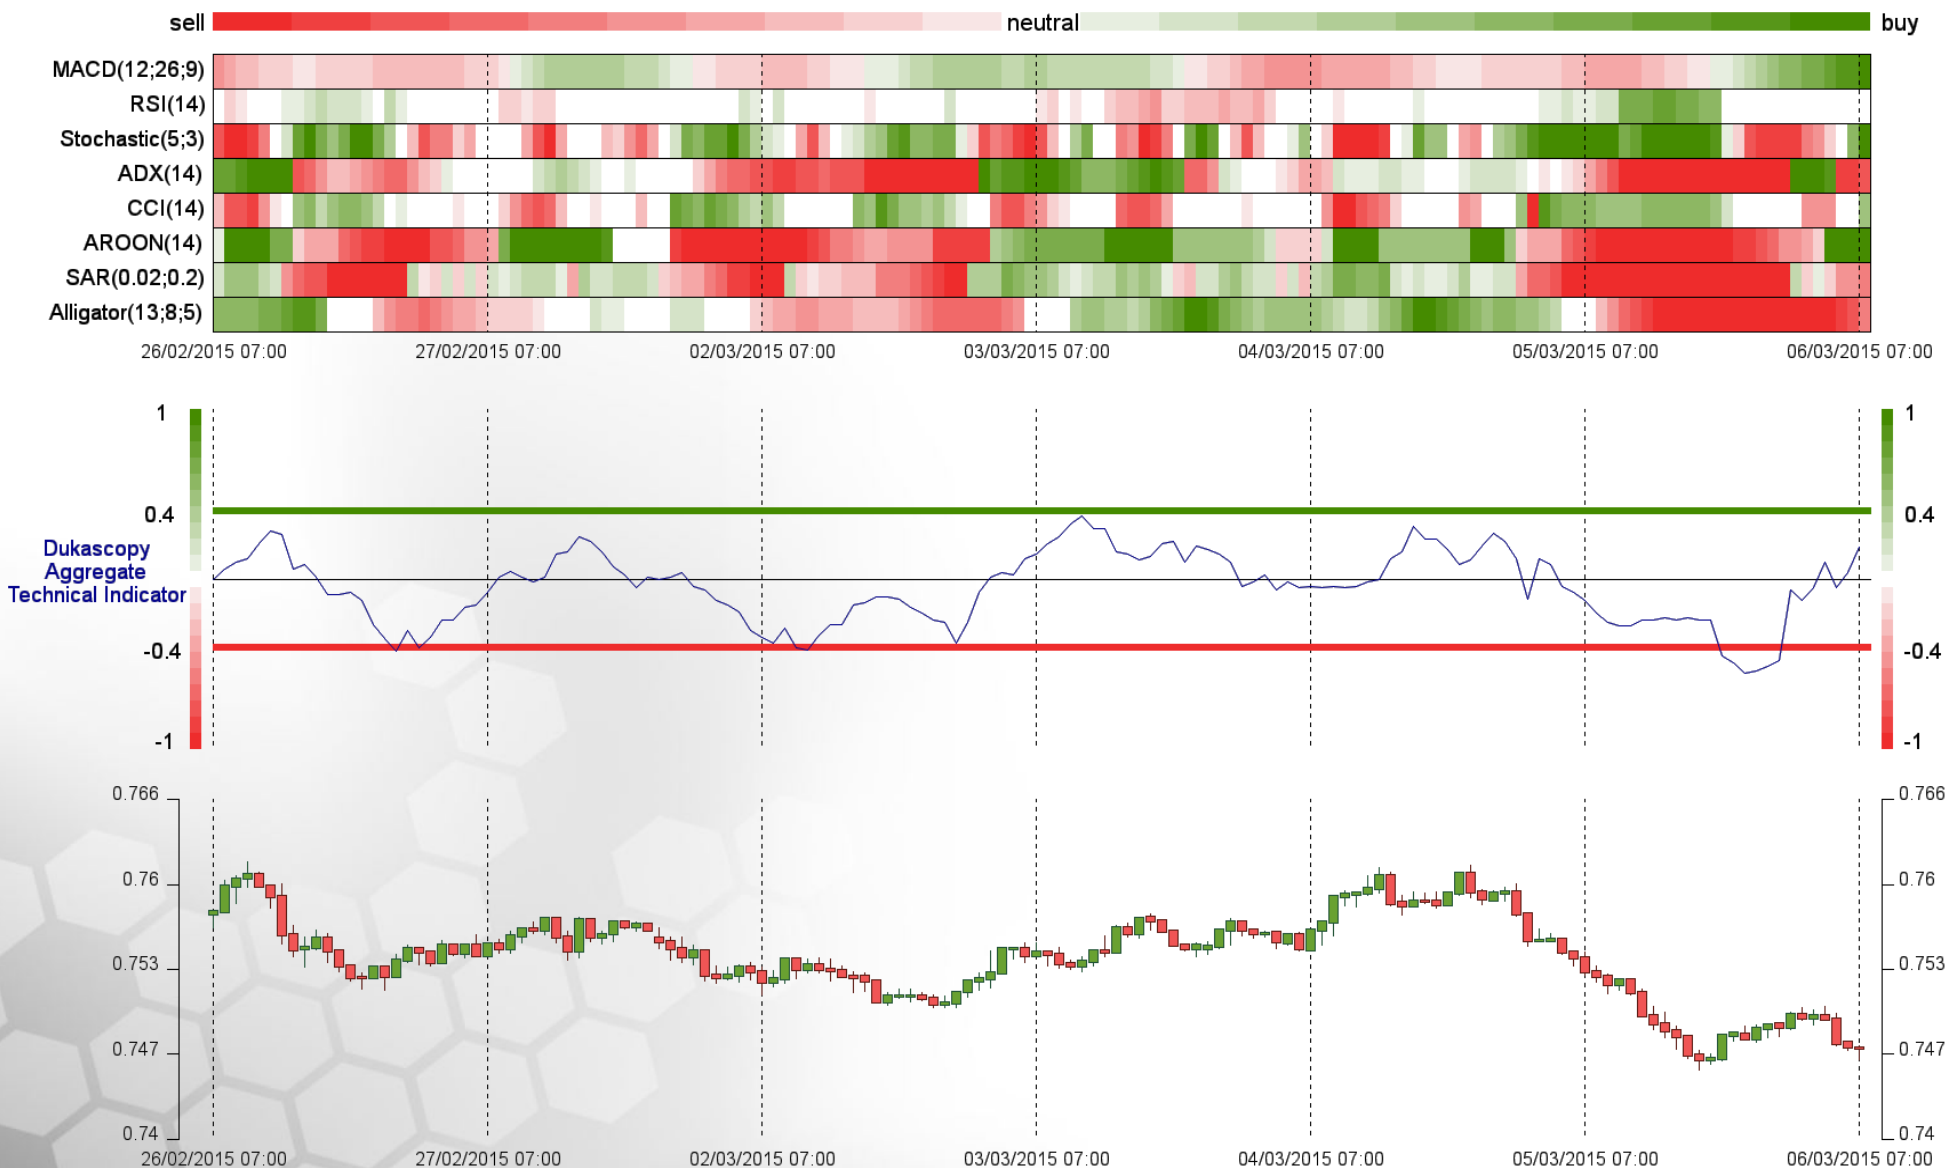 sell neutral buy
MACD(12;26;9)
RSI(14)
Stochastic(5;3)
ADX(14)
CCI(14)
AROON(14)
SAR(0.02;0.2)
Alligator(13;8;5)
26/02/2015 07:00 27/02/2015 07:00 02/03/2015 07:00 03/03/2015 07:00 04/03/2015 07:00 05/03/2015 07:00 06/03/2015 07:00
1 1
0.4 0.4
Dukascopy
Aggregate
Technical Indicator
-0.4 -0.4
-1 -1
0.766 0.766
0.76 0.76
0.753 0.753
0.747 0.747
0.74 0.74
26/02/2015 07:00 27/02/2015 07:00 02/03/2015 07:00 03/03/2015 07:00 04/03/2015 07:00 05/03/2015 07:00 06/03/2015 07:00